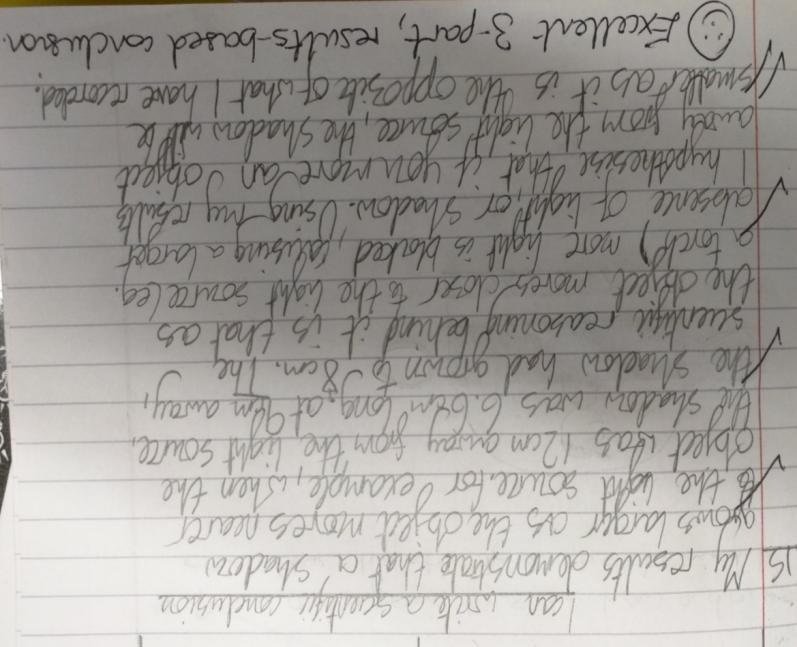 I can write a scientific conclusion
15. My results demonstrate that a shadow
grows larger as the object moves nearer
to the light source. For example, when the
object was 12cm away from the light source,
the shadow was 6.6cm long. at 9cm away,
the shadow had grown to 8cm. The
scientific reasoning behind it is that as
the object moves closer to the light source (eg.
a torch) more light is blocked, causing a larger
absence of light, or shadow. Using my results
I hypothesise that, if you move an object
away from the light source, the shadow will be
smaller as it is the opposite of what I have recorded.
Excellent 3-part, results-based conclusion.